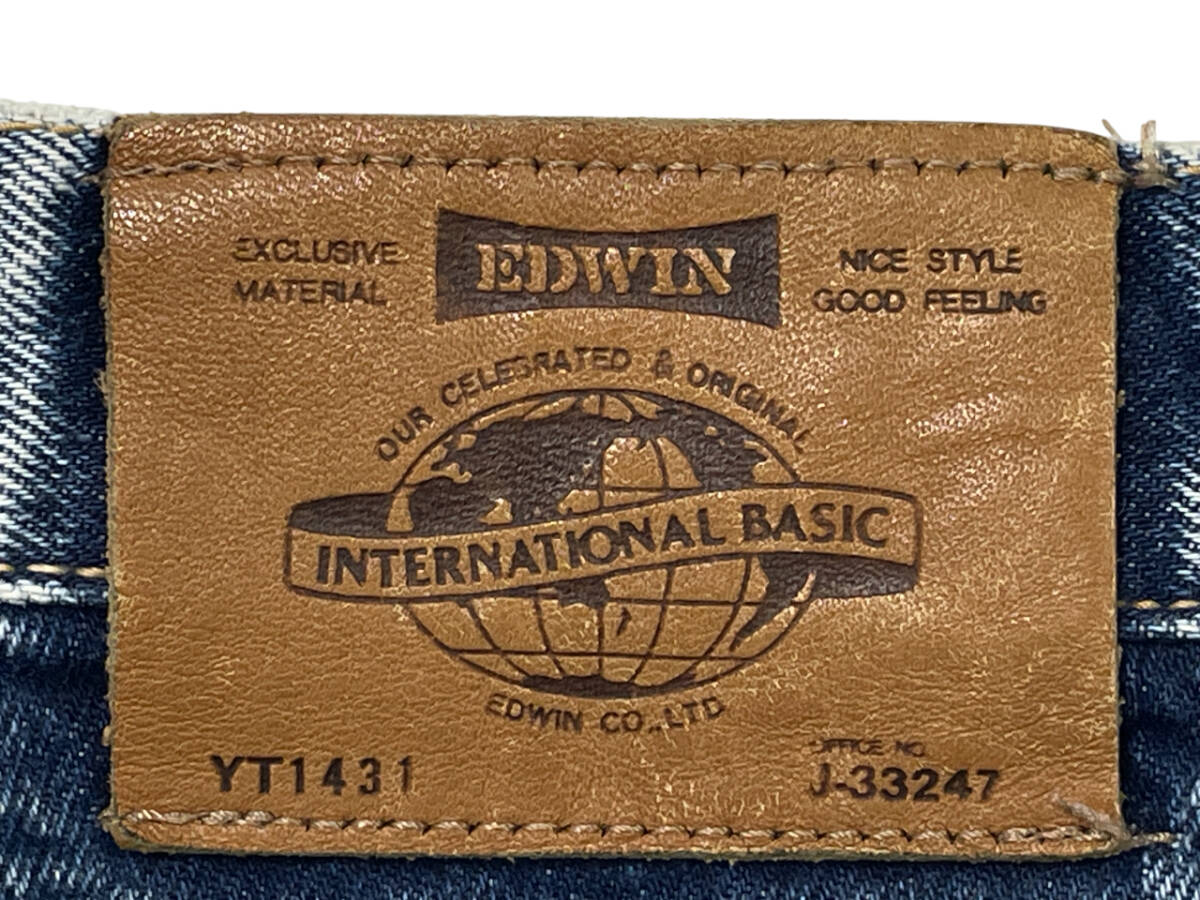 EDWIN
EXCLUSIVE
MATERIAL
NICE STYLE
GOOD FEELING
OUR CELEBRATED & ORIGINAL
INTERNATIONAL BASIC
EDWIN CO.,LTD
YT1431
OFFICE NO.
J-33247